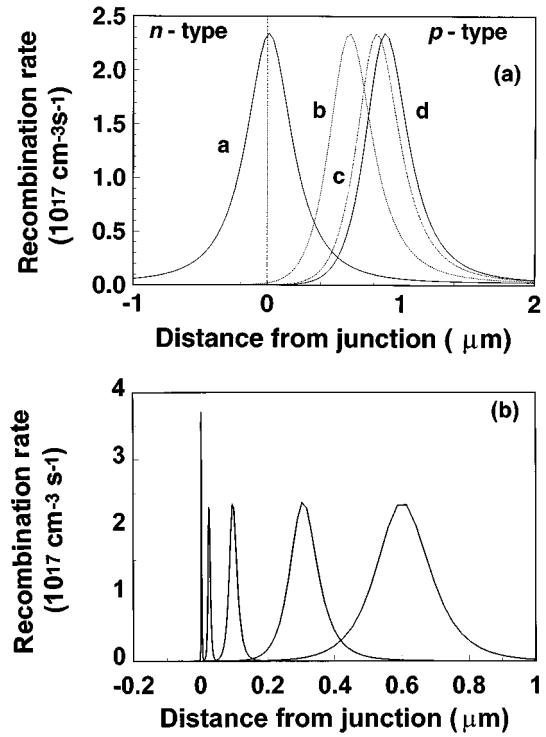 n - type
p - type
(a)
a
b
c
d
Recombination rate
(10¹⁷ cm⁻³s⁻¹)
2.5
2.0
1.5
1.0
0.5
0.0
-1
0
1
2
Distance from junction ( μm)
(b)
Recombination rate
(10¹⁷ cm⁻³ s⁻¹)
4
3
2
1
0
-0.2
0
0.2
0.4
0.6
0.8
1
Distance from junction ( μm)